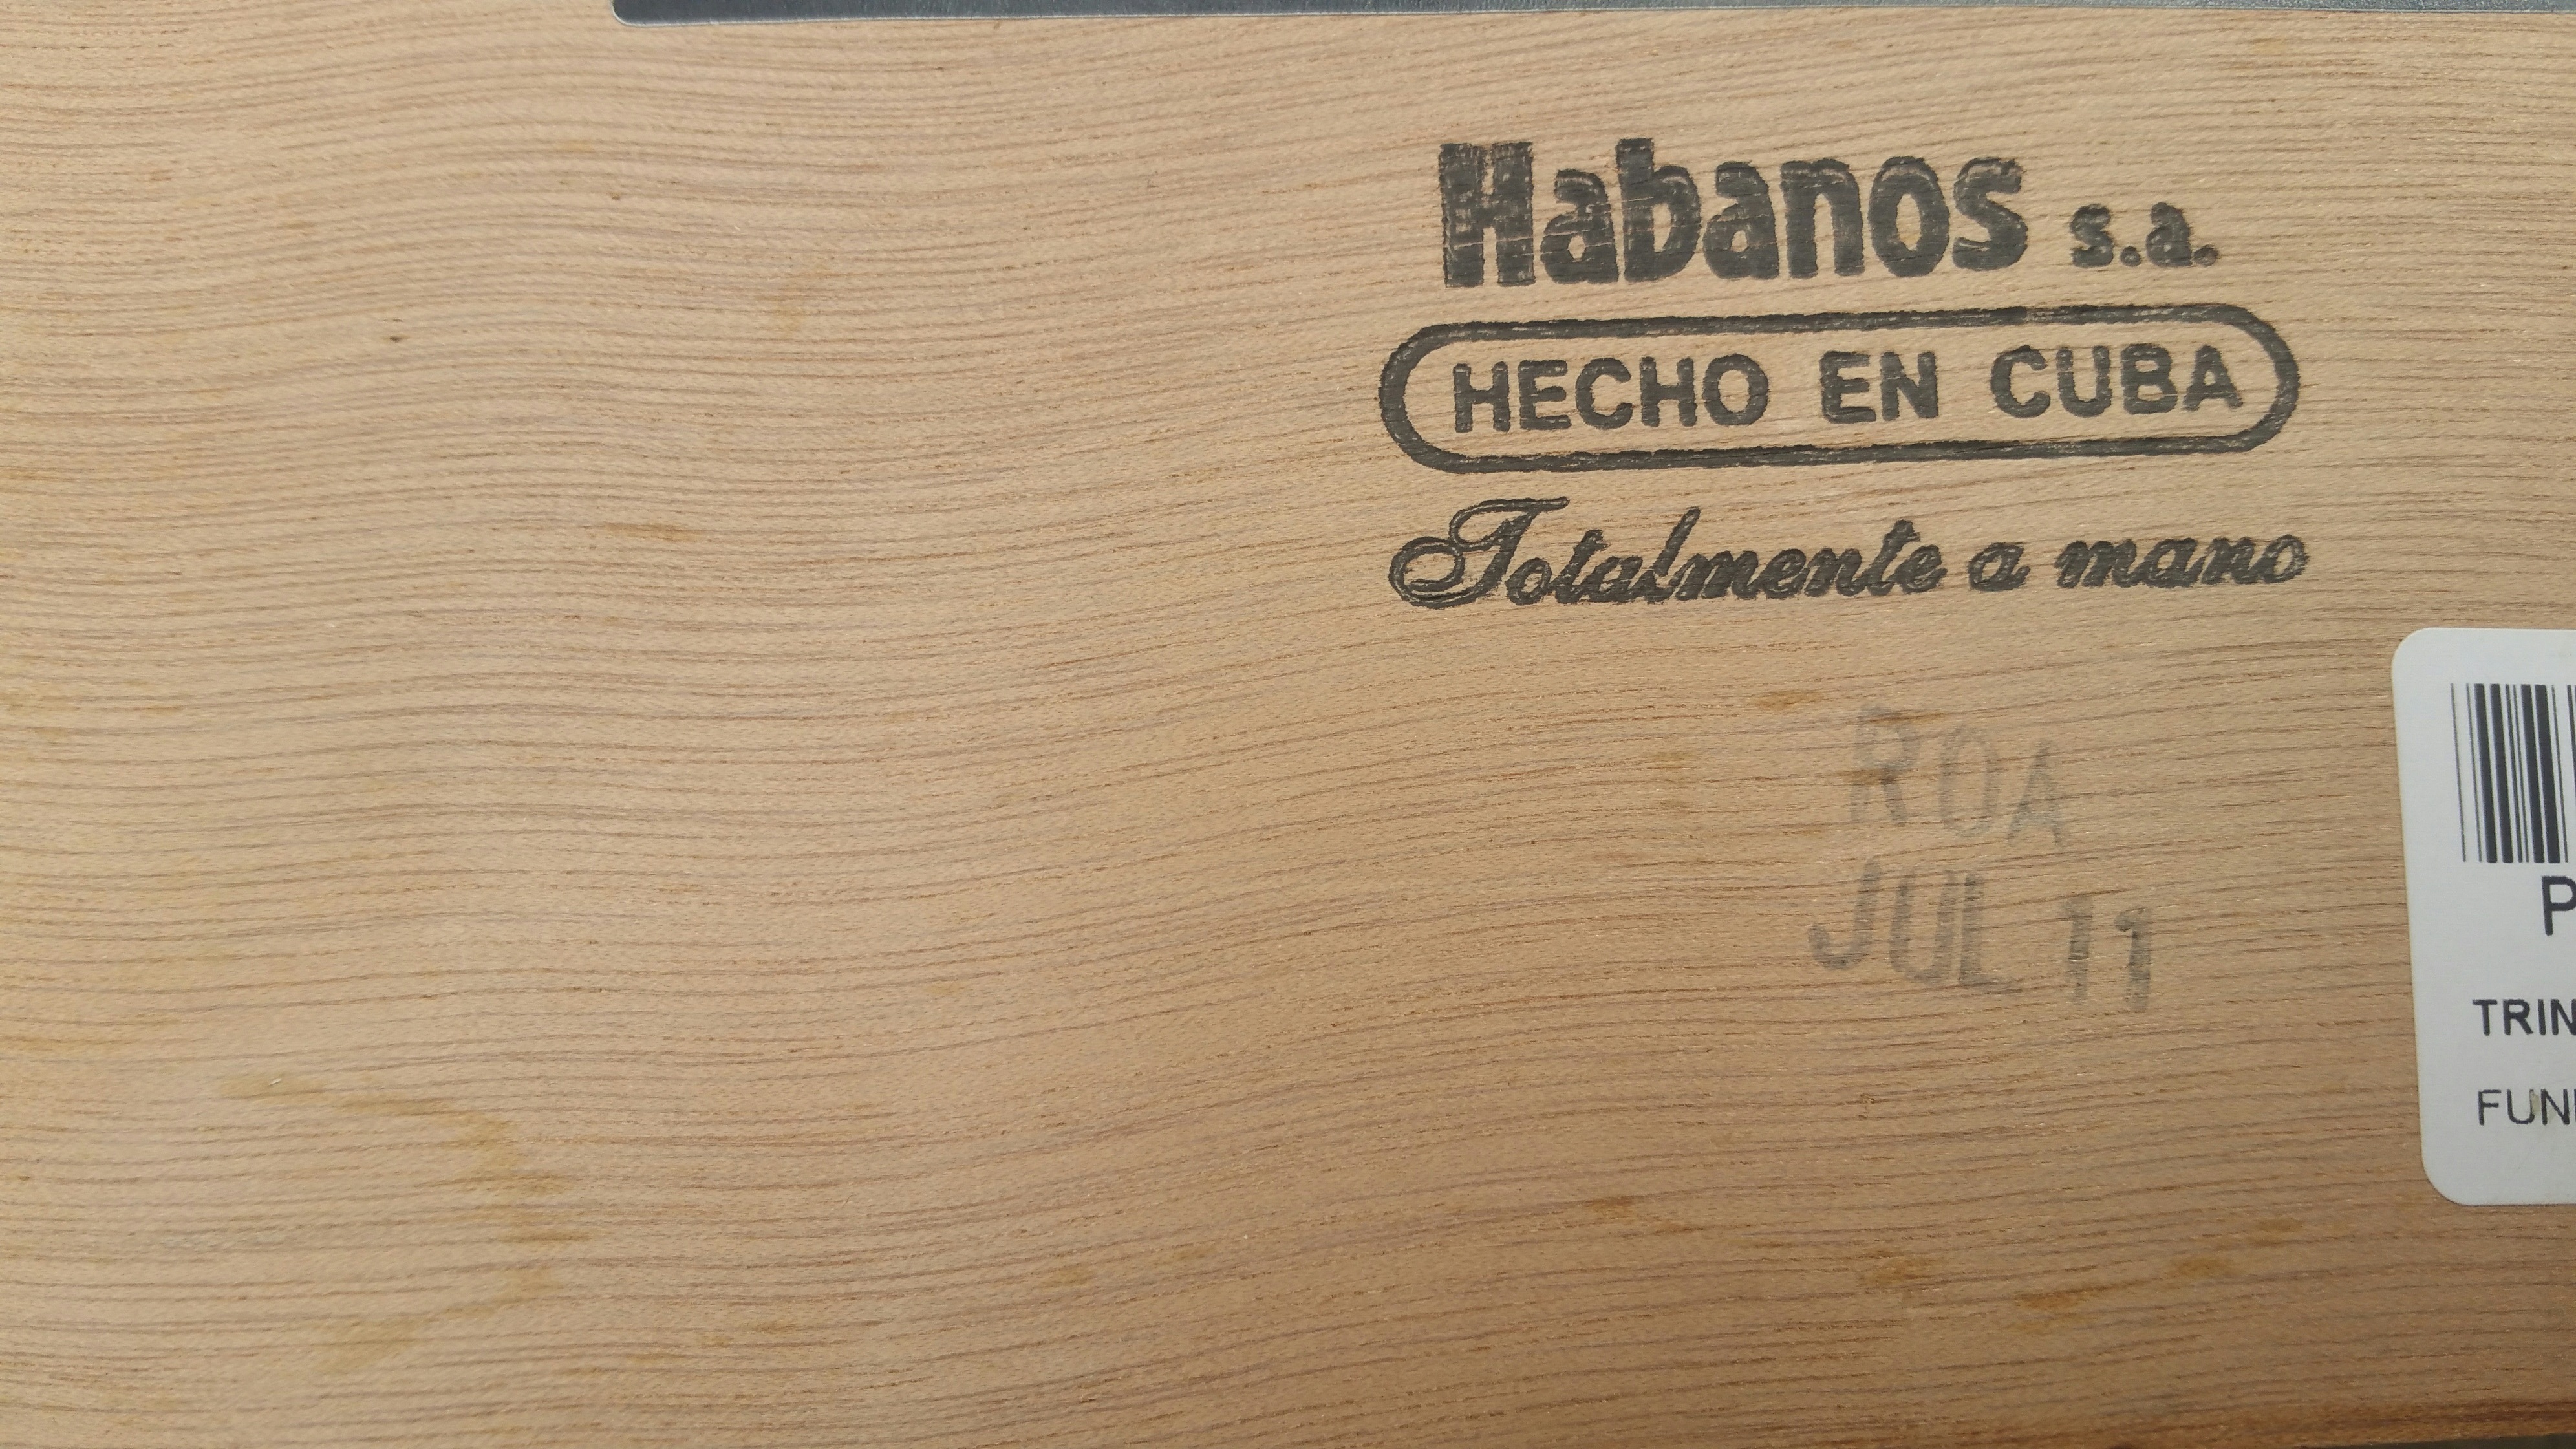 Habanos s.a.
HECHO EN CUBA
Totalmente a mano
ROA
JUL 11
P
TRIN
FUN